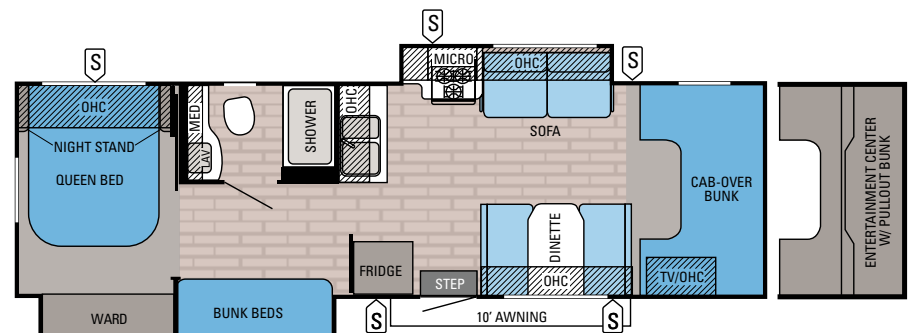 S
S
S
MICRO
OHC
OHC
MED
LAV
SHOWER
OHC
NIGHT STAND
QUEEN BED
SOFA
CAB-OVER
BUNK
ENTERTAINMENT CENTER
W/ PULLOUT BUNK
DINETTE
FRIDGE
STEP
OHC
TV/OHC
WARD
BUNK BEDS
S
10' AWNING
S